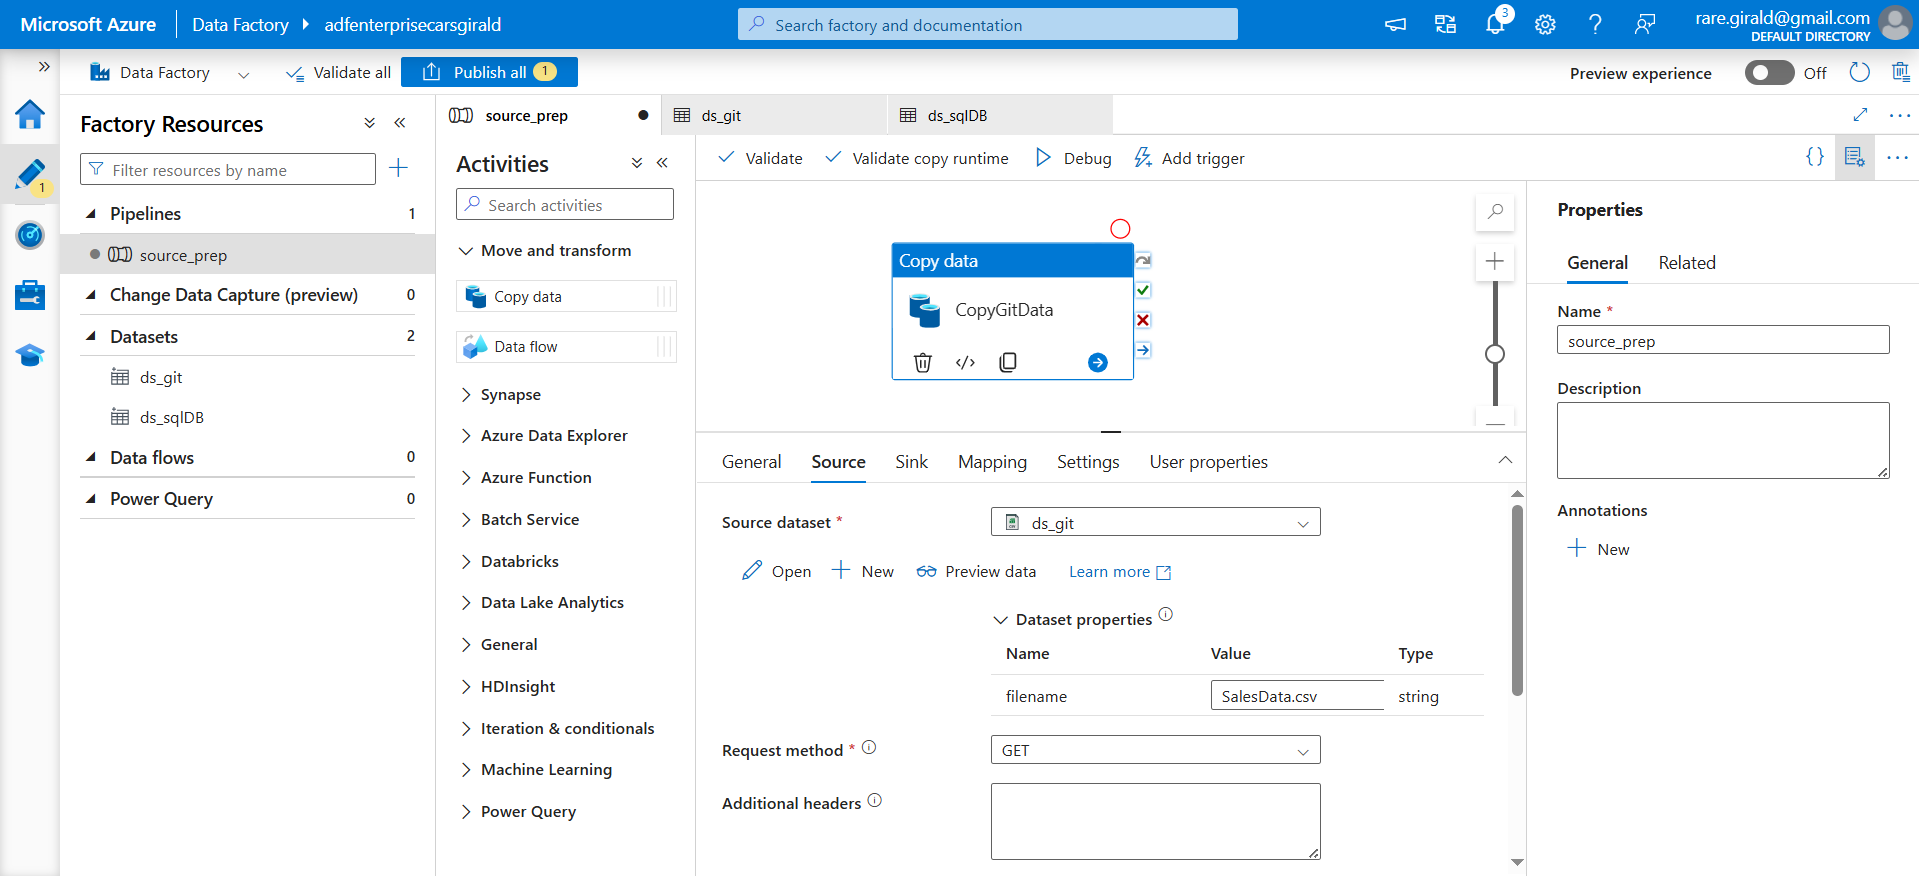 Microsoft Azure
Data Factory
adfenterprisecarsgirald
Search factory and documentation
3
rare.girald@gmail.com
DEFAULT DIRECTORY
Data Factory
Validate all
Publish all 1
Preview experience
Off
1
Factory Resources
Filter resources by name
Pipelines 1
source_prep
Change Data Capture (preview) 0
Datasets 2
ds_git
ds_sqlDB
Data flows 0
Power Query 0
source_prep
ds_git
ds_sqlDB
Activities
Search activities
Move and transform
Copy data
Data flow
Synapse
Azure Data Explorer
Azure Function
Batch Service
Databricks
Data Lake Analytics
General
HDInsight
Iteration & conditionals
Machine Learning
Power Query
Validate
Validate copy runtime
Debug
Add trigger
Copy data
CopyGitData
General
Source
Sink
Mapping
Settings
User properties
Source dataset *
ds_git
Open
New
Preview data
Learn more
Dataset properties
Name Value Type
filename SalesData.csv string
Request method *
GET
Additional headers
Properties
General
Related
Name *
source_prep
Description
Annotations
New